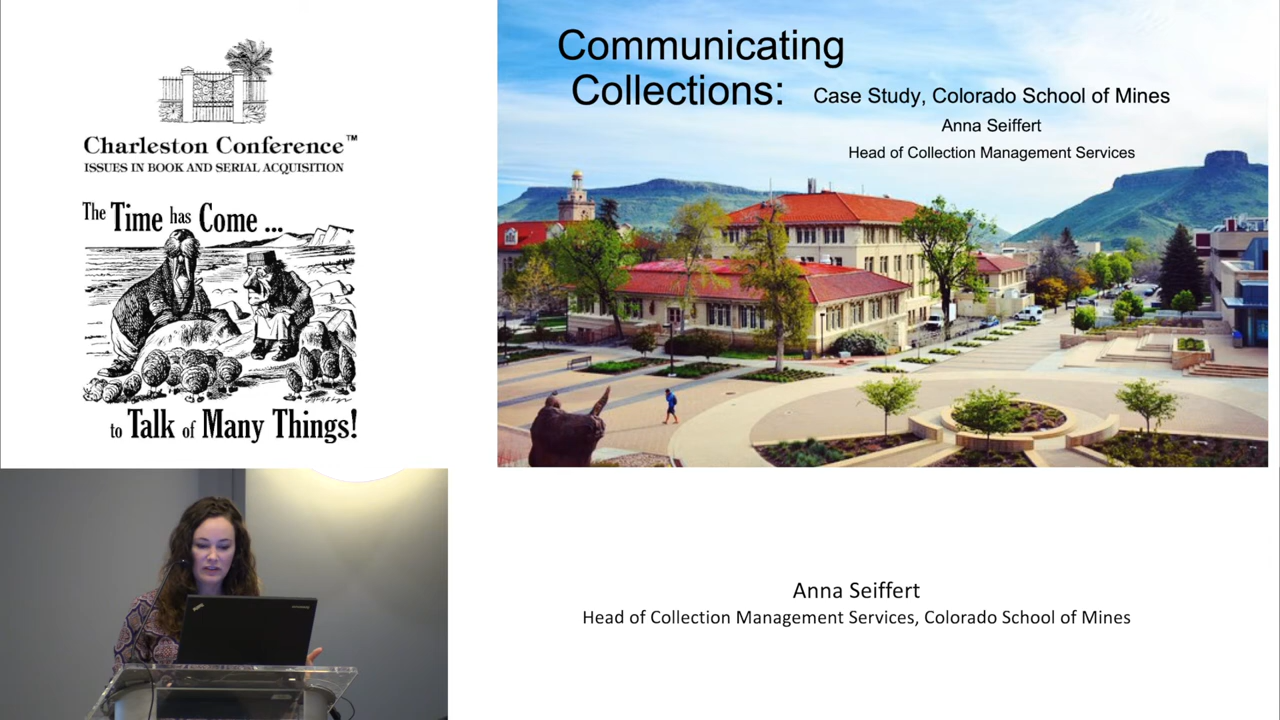 Charleston Conference™
ISSUES IN BOOK AND SERIAL ACQUISITION
The Time has Come ...
to Talk of Many Things!
Communicating
Collections: Case Study, Colorado School of Mines
Anna Seiffert
Head of Collection Management Services
Anna Seiffert
Head of Collection Management Services, Colorado School of Mines